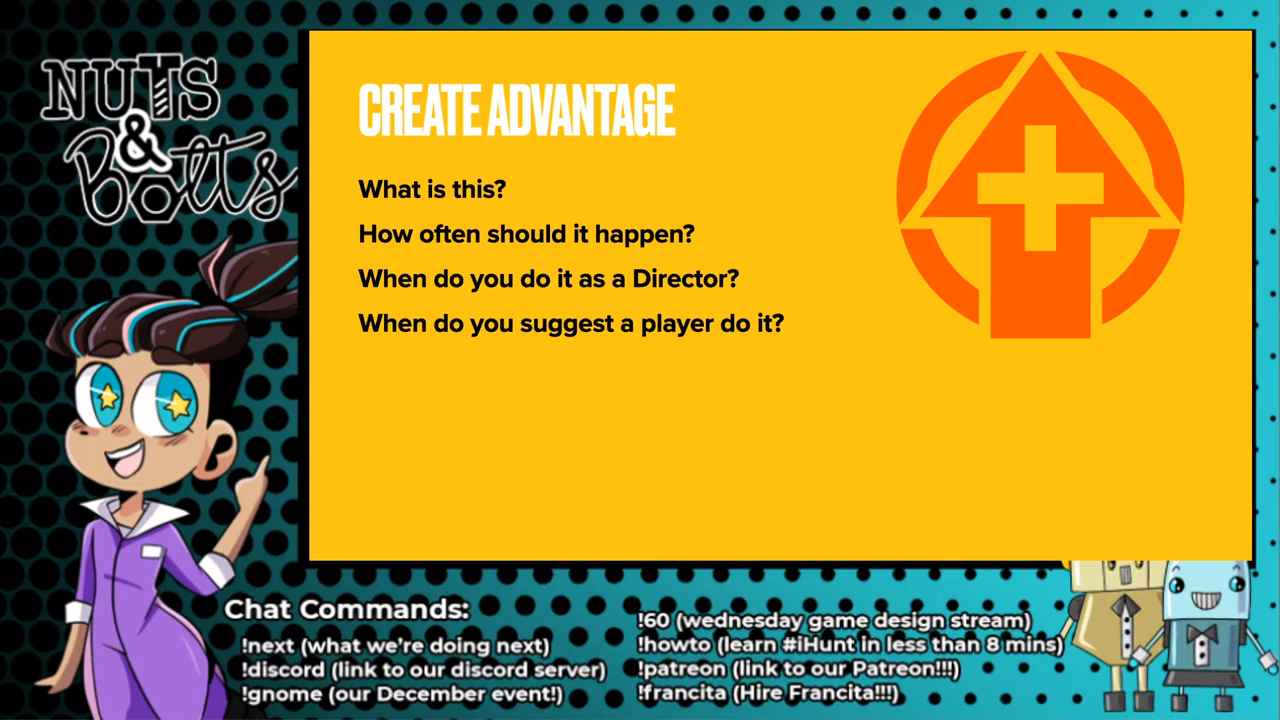 NUTS
&
Bolts
CREATE ADVANTAGE
What is this?
How often should it happen?
When do you do it as a Director?
When do you suggest a player do it?
Chat Commands:
!next (what we're doing next)
!discord (link to our discord server)
!gnome (our December event!)
!60 (wednesday game design stream)
!howto (learn #iHunt in less than 8 mins)
!patreon (link to our Patreon!!!)
!francita (Hire Francita!!!)